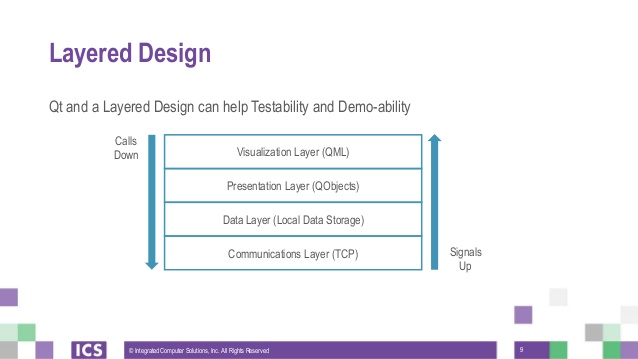 Layered Design
Qt and a Layered Design can help Testability and Demo-ability
Calls
Down
Visualization Layer (QML)
Presentation Layer (QObjects)
Data Layer (Local Data Storage)
Communications Layer (TCP)
Signals
Up
ICS
© Integrated Computer Solutions, Inc. All Rights Reserved
9